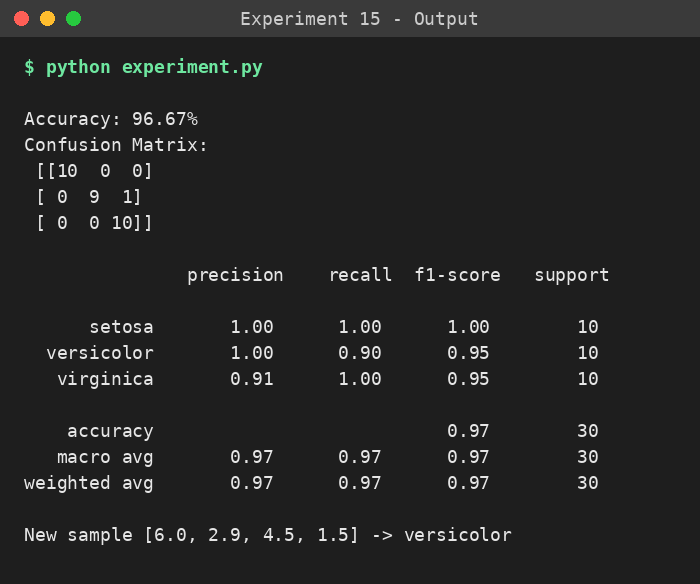 Experiment 15 - Output
$ python experiment.py
Accuracy: 96.67%
Confusion Matrix:
 [[10  0  0]
 [ 0  9  1]
 [ 0  0 10]]
               precision    recall  f1-score   support
      setosa       1.00      1.00      1.00        10
  versicolor       1.00      0.90      0.95        10
   virginica       0.91      1.00      0.95        10
    accuracy                           0.97        30
   macro avg       0.97      0.97      0.97        30
weighted avg       0.97      0.97      0.97        30
New sample [6.0, 2.9, 4.5, 1.5] -> versicolor